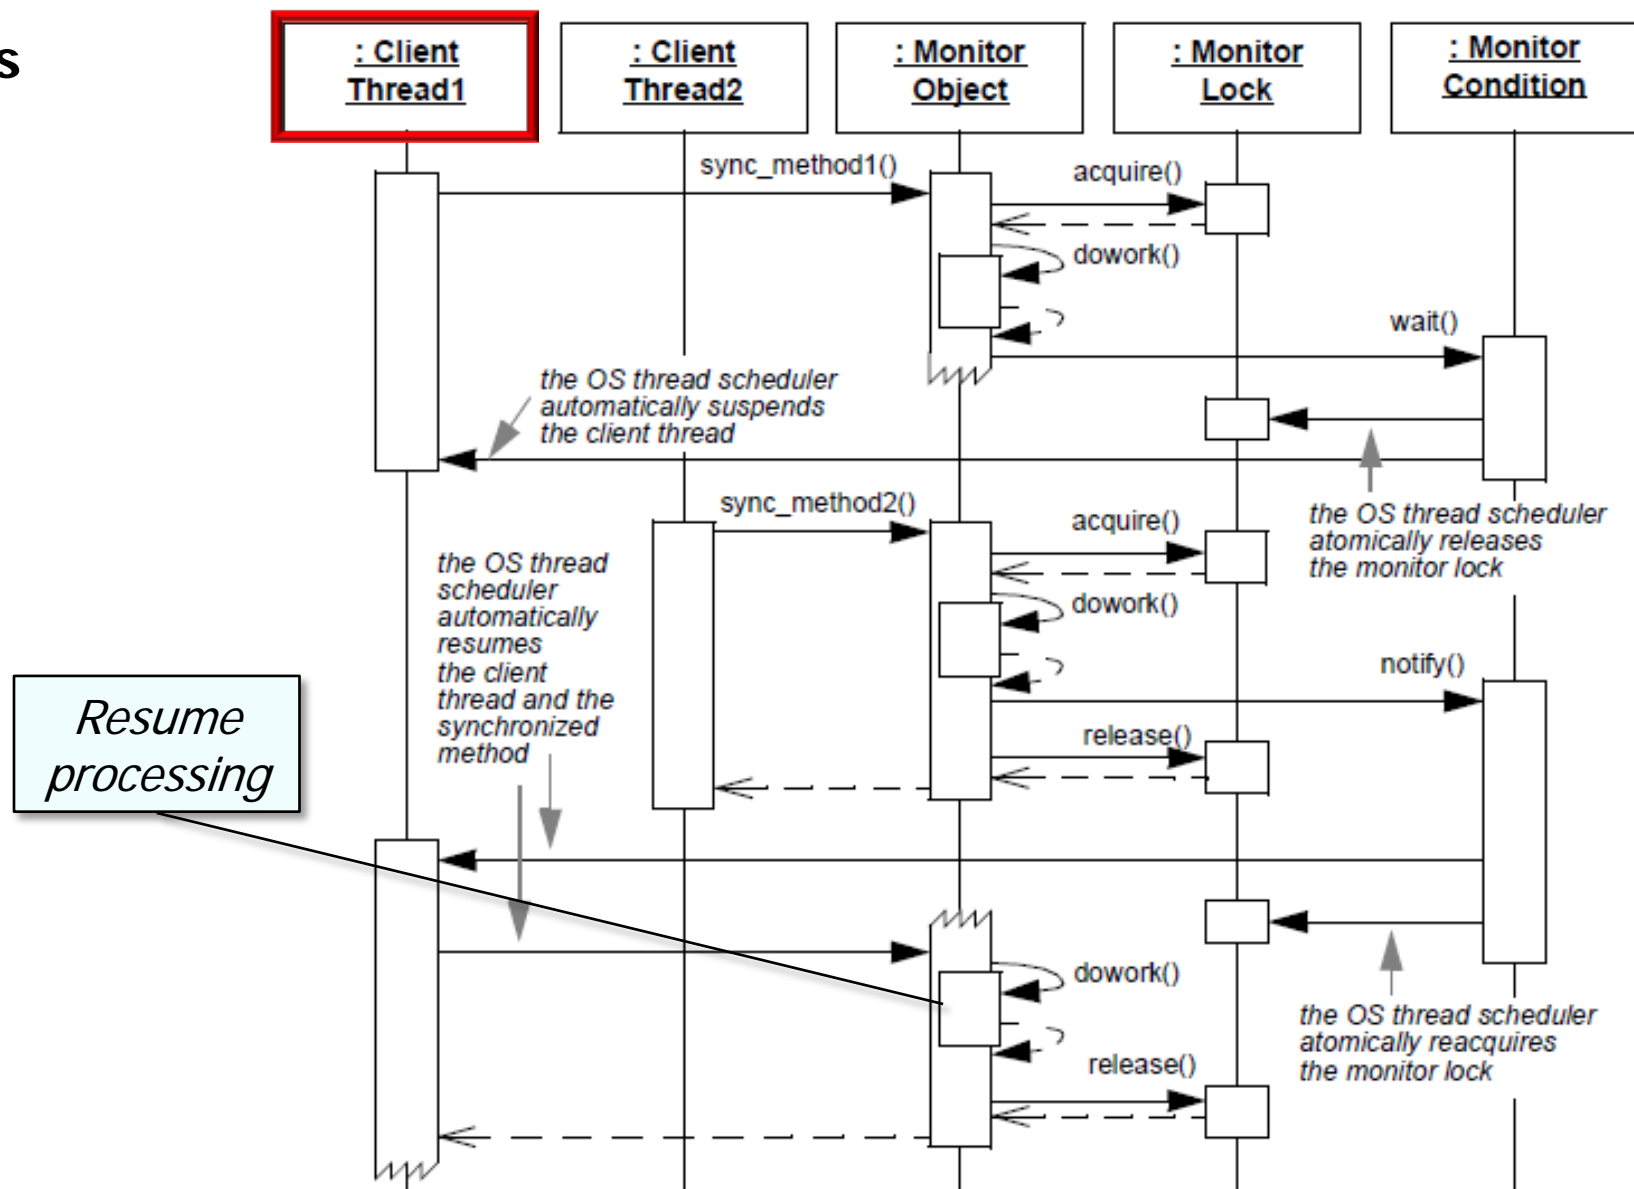 s
: Client
Thread1
: Client
Thread2
: Monitor
Object
: Monitor
Lock
: Monitor
Condition
sync_method1()
acquire()
dowork()
wait()
the OS thread scheduler
automatically suspends
the client thread
sync_method2()
acquire()
the OS thread scheduler
atomically releases
the monitor lock
the OS thread
scheduler
automatically
resumes
the client
thread and the
synchronized
method
dowork()
notify()
Resume
processing
release()
dowork()
the OS thread scheduler
atomically reacquires
the monitor lock
release()